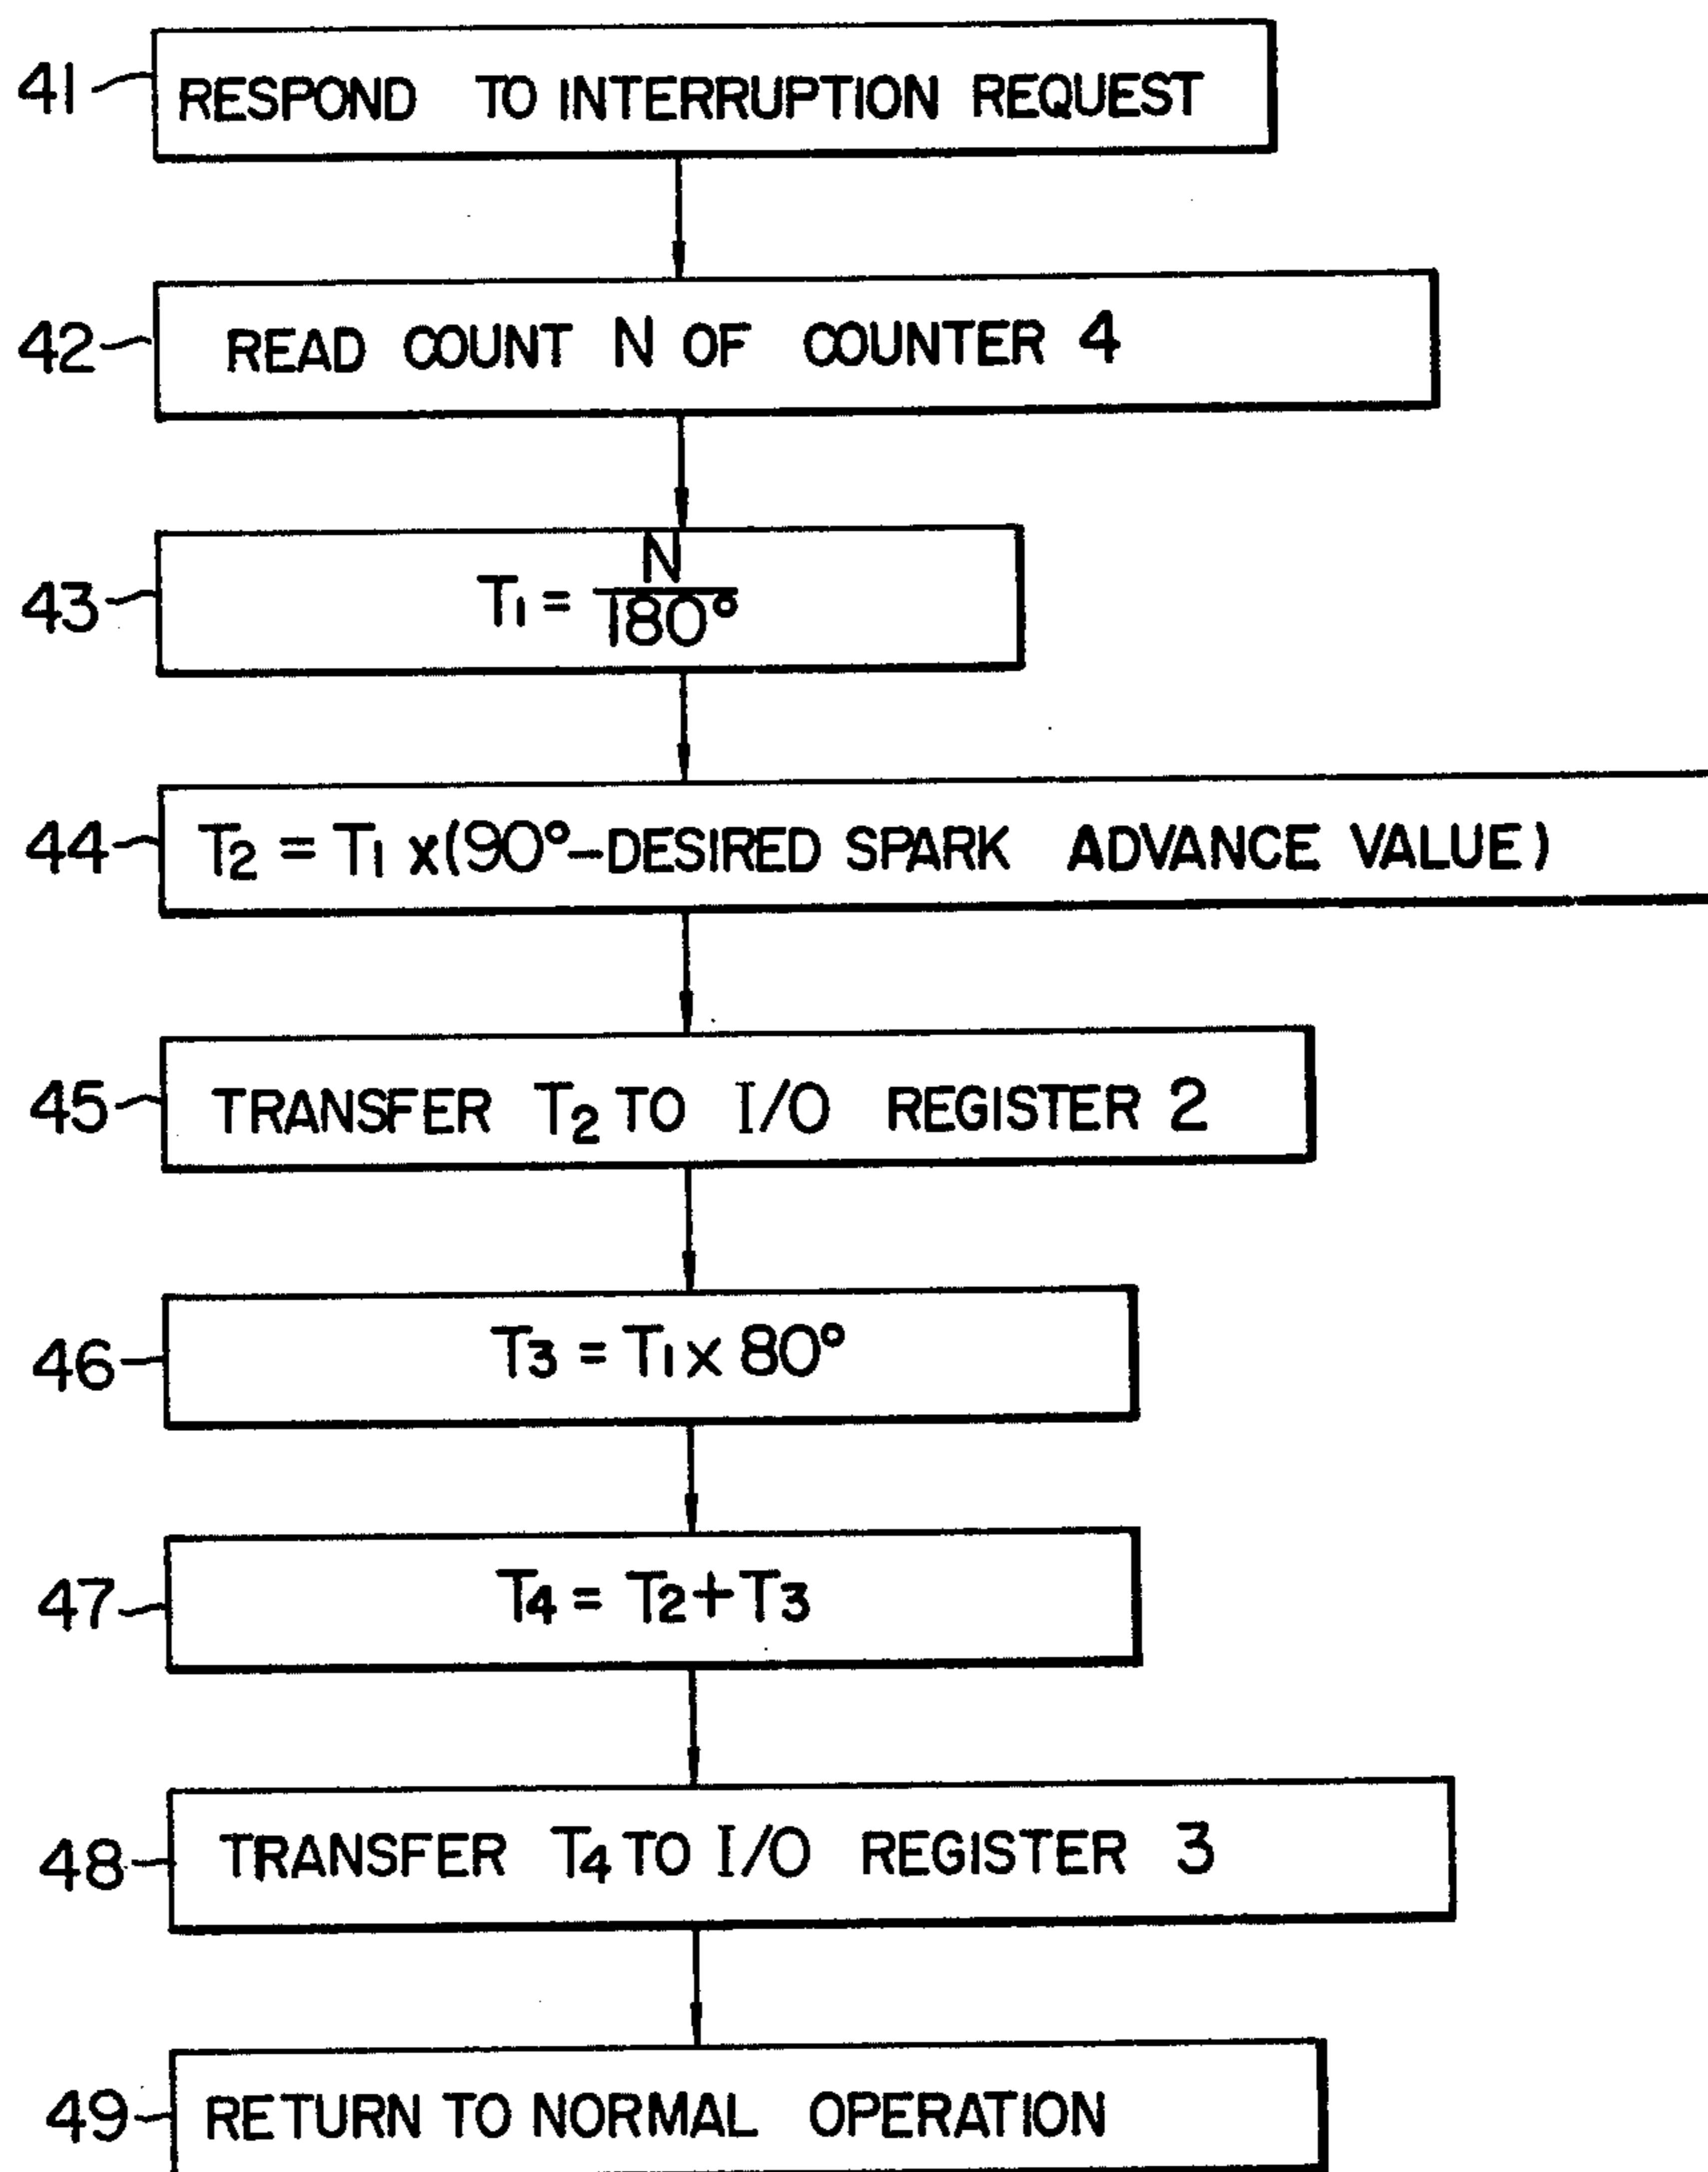 41 RESPOND TO INTERRUPTION REQUEST
42 READ COUNT N OF COUNTER 4
43 T1 = N/180°
44 T2 = T1 x (90°-DESIRED SPARK ADVANCE VALUE)
45 TRANSFER T2 TO I/O REGISTER 2
46 T3 = T1 x 80°
47 T4 = T2+T3
48 TRANSFER T4 TO I/O REGISTER 3
49 RETURN TO NORMAL OPERATION